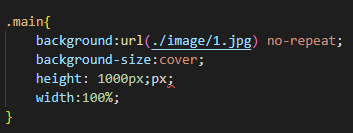 .main{
    background:url(./image/1.jpg) no-repeat;
    background-size:cover;
    height: 1000px;px;
    width:100%;
}